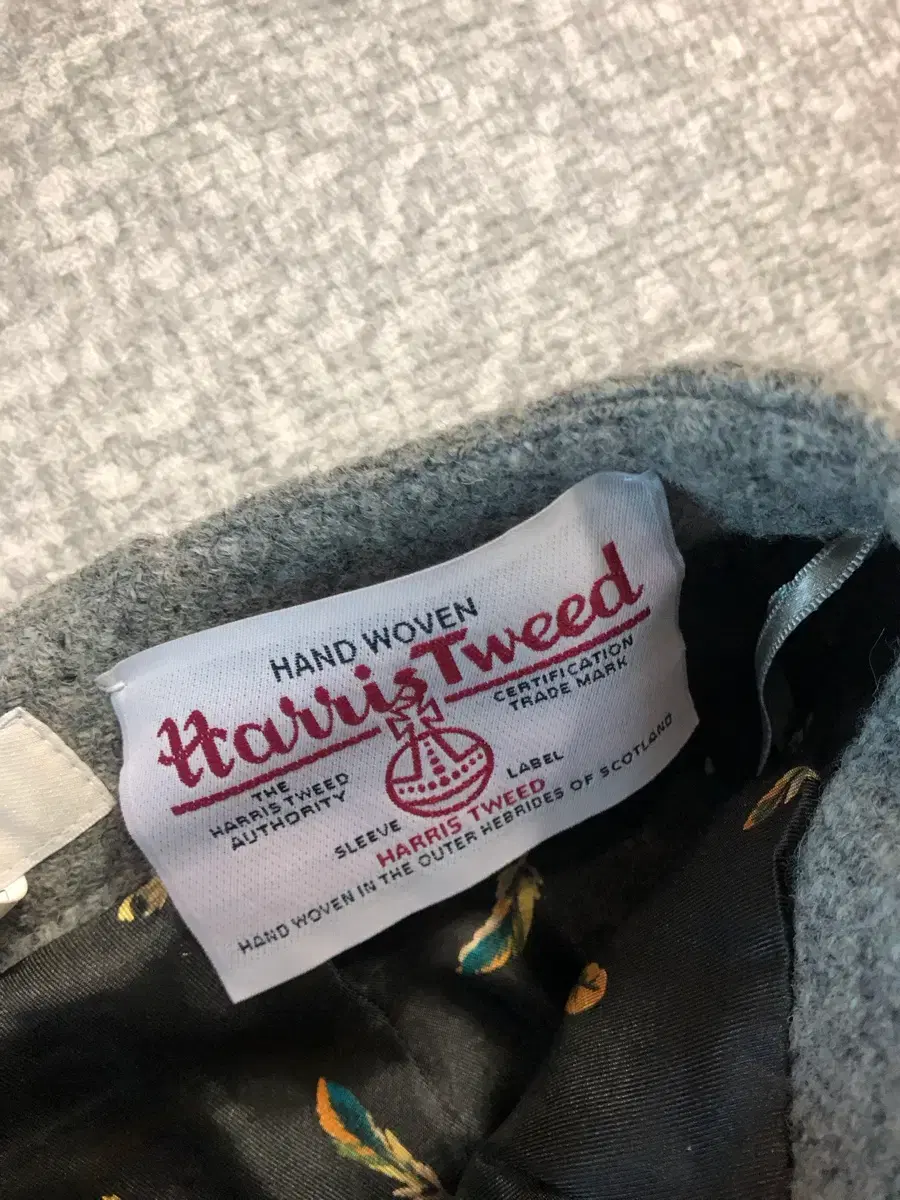 HAND WOVEN
Harris Tweed
CERTIFICATION
TRADE MARK
THE
HARRIS TWEED
AUTHORITY
SLEEVE LABEL
HARRIS TWEED
HAND WOVEN IN THE OUTER HEBRIDES OF SCOTLAND